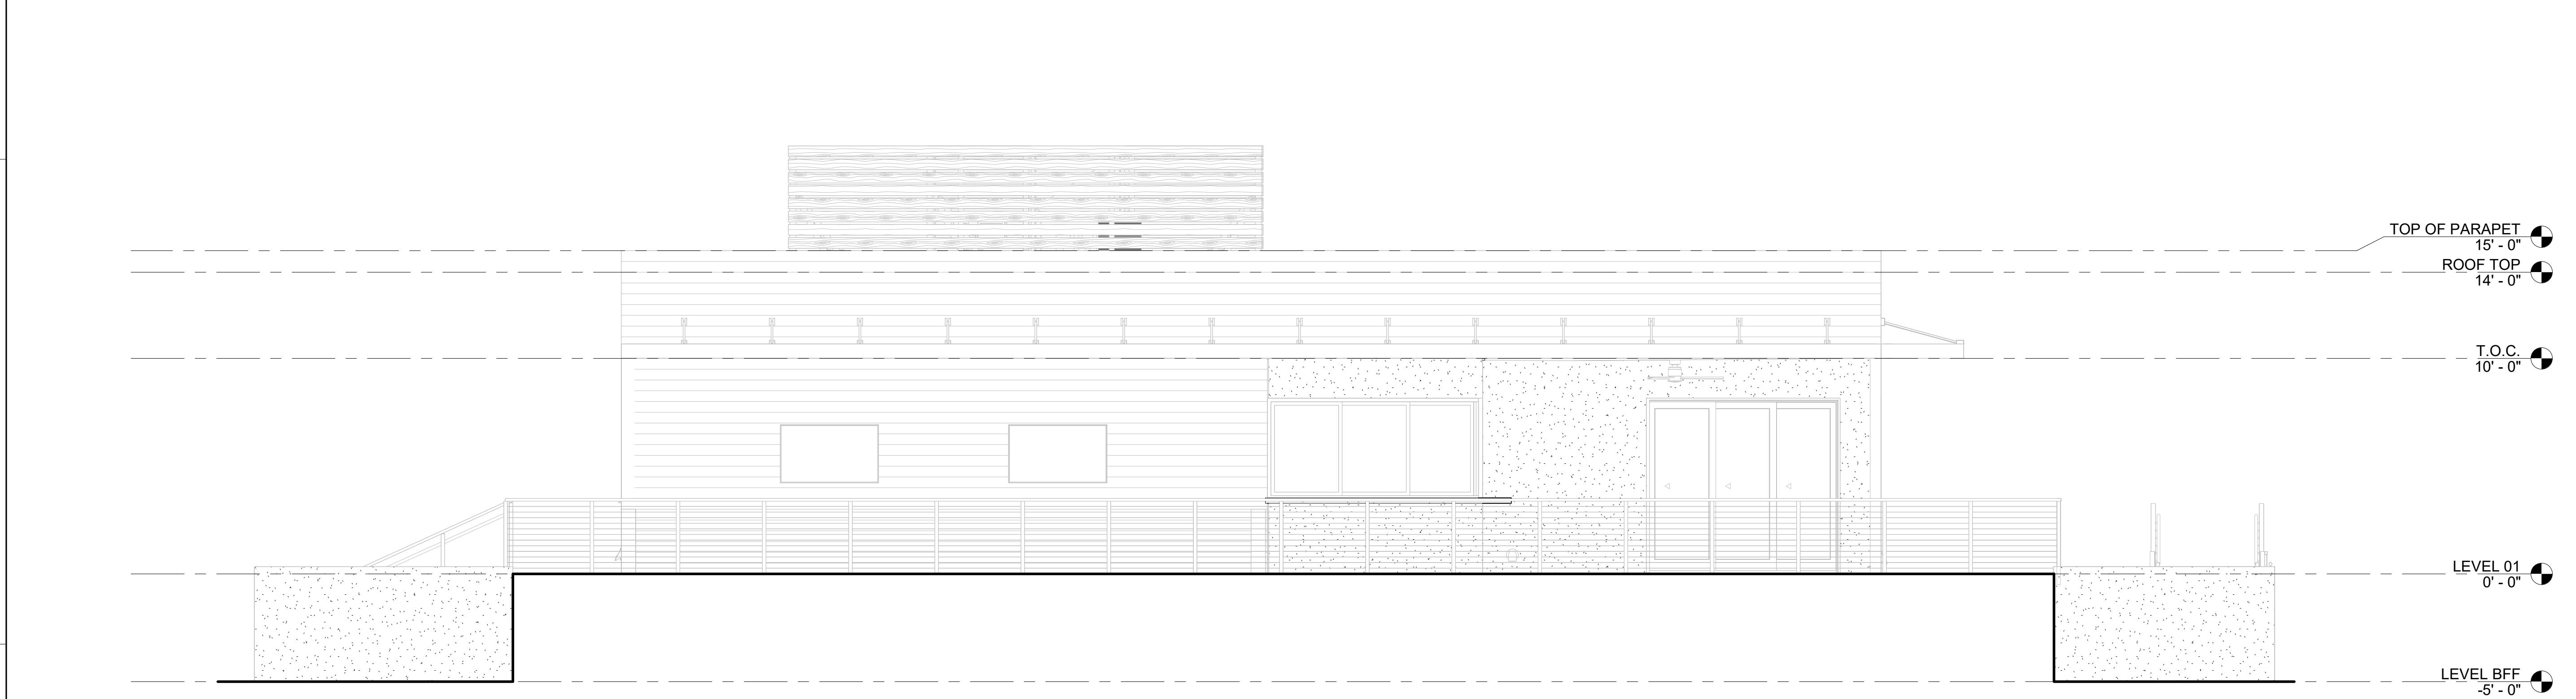 TOP OF PARAPET
15' - 0"
ROOF TOP
14' - 0"
T.O.C.
10' - 0"
LEVEL 01
0' - 0"
LEVEL BFF
-5' - 0"